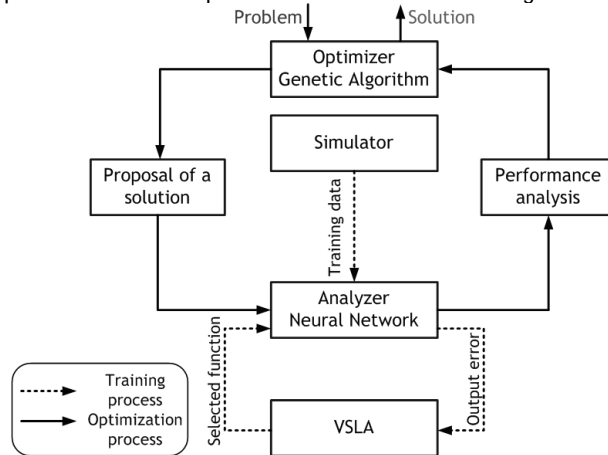 Problem
Solution
Optimizer
Genetic Algorithm
Simulator
Proposal of a
solution
Performance
analysis
Training data
Analyzer
Neural Network
Selected function
Output error
VSLA
Training
process
Optimization
process